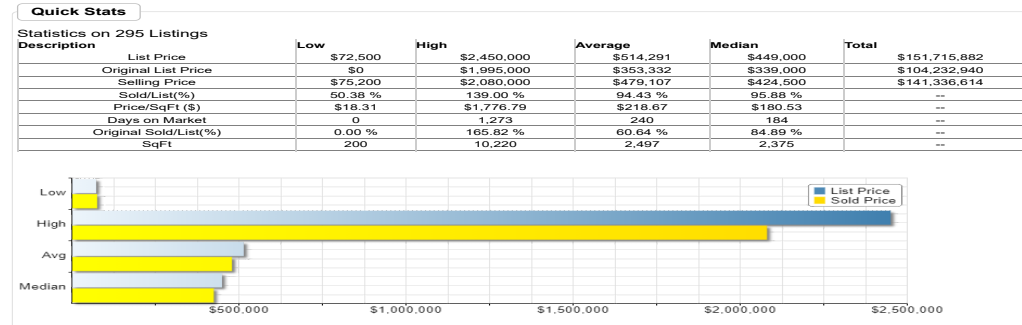 Quick Stats
Statistics on 295 Listings
Description Low High Average Median Total
List Price $72,500 $2,450,000 $514,291 $449,000 $151,715,882
Original List Price $0 $1,995,000 $353,332 $339,000 $104,232,940
Selling Price $75,200 $2,080,000 $479,107 $424,500 $141,336,614
Sold/List(%) 50.38 % 139.00 % 94.43 % 95.88 % --
Price/SqFt ($) $18.31 $1,776.79 $218.67 $180.53 --
Days on Market 0 1,273 240 184 --
Original Sold/List(%) 0.00 % 165.82 % 60.64 % 84.89 % --
SqFt 200 10,220 2,497 2,375 --
Low
List Price
Sold Price
High
Avg
Median
$500,000 $1,000,000 $1,500,000 $2,000,000 $2,500,000